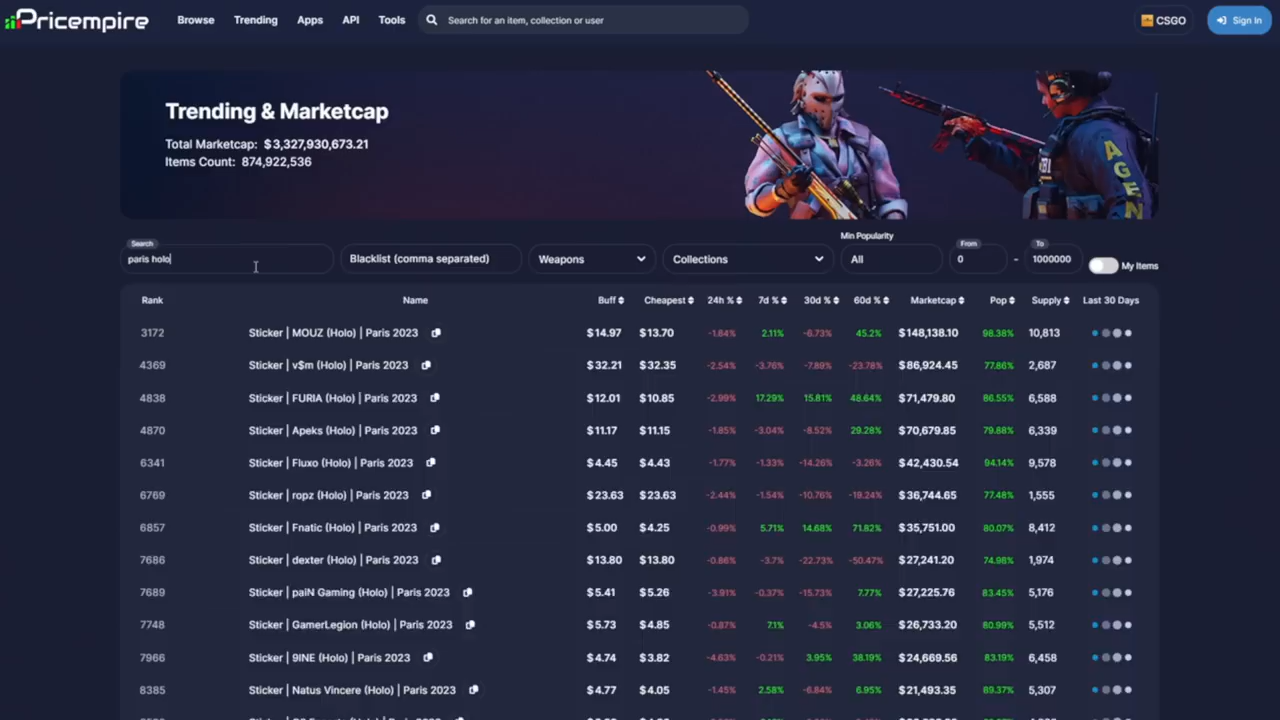 Pricempire Browse Trending Apps API Tools Search for an item, collection or user CSGO Sign In
Trending & Marketcap
Total Marketcap: $3,327,930,673.21
Items Count: 874,922,536
AGEN
Search
paris holo
Blacklist (comma separated)
Weapons
Collections
Min Popularity
All
From
0
-
To
1000000
My Items
Rank Name Buff Cheapest 24h % 7d % 30d % 60d % Marketcap Pop Supply Last 30 Days
3172 Sticker | MOUZ (Holo) | Paris 2023 $14.97 $13.70 -1.64% 2.11% -6.73% 45.2% $148,138.10 98.38% 10,813
4369 Sticker | v$m (Holo) | Paris 2023 $32.21 $32.35 -2.54% -3.76% -7.89% -23.78% $86,924.45 77.86% 2,687
4838 Sticker | FURIA (Holo) | Paris 2023 $12.01 $10.85 -2.99% 17.29% 15.81% 48.64% $71,479.80 86.55% 6,588
4870 Sticker | Apeks (Holo) | Paris 2023 $11.17 $11.15 -1.85% -3.04% -8.52% 29.28% $70,679.85 79.88% 6,339
6341 Sticker | Fluxo (Holo) | Paris 2023 $4.45 $4.43 -1.77% -1.33% -14.26% -3.26% $42,430.54 94.14% 9,578
6769 Sticker | ropz (Holo) | Paris 2023 $23.63 $23.63 -2.44% -1.54% -10.76% -19.24% $36,744.65 77.48% 1,555
6857 Sticker | Fnatic (Holo) | Paris 2023 $5.00 $4.25 -0.99% 5.71% 14.68% 71.82% $35,751.00 80.07% 8,412
7686 Sticker | dexter (Holo) | Paris 2023 $13.80 $13.80 -0.86% -3.7% -22.73% -50.47% $27,241.20 74.98% 1,974
7689 Sticker | paiN Gaming (Holo) | Paris 2023 $5.41 $5.26 -3.91% -0.37% -15.73% 7.77% $27,225.76 83.45% 5,176
7748 Sticker | GamerLegion (Holo) | Paris 2023 $5.73 $4.85 -0.87% 7.1% -4.5% 3.06% $26,733.20 80.99% 5,512
7966 Sticker | 9INE (Holo) | Paris 2023 $4.74 $3.82 -4.63% -0.21% 3.95% 38.19% $24,669.56 83.19% 6,458
8385 Sticker | Natus Vincere (Holo) | Paris 2023 $4.77 $4.05 -1.45% 2.58% -6.84% 6.95% $21,493.35 89.37% 5,307